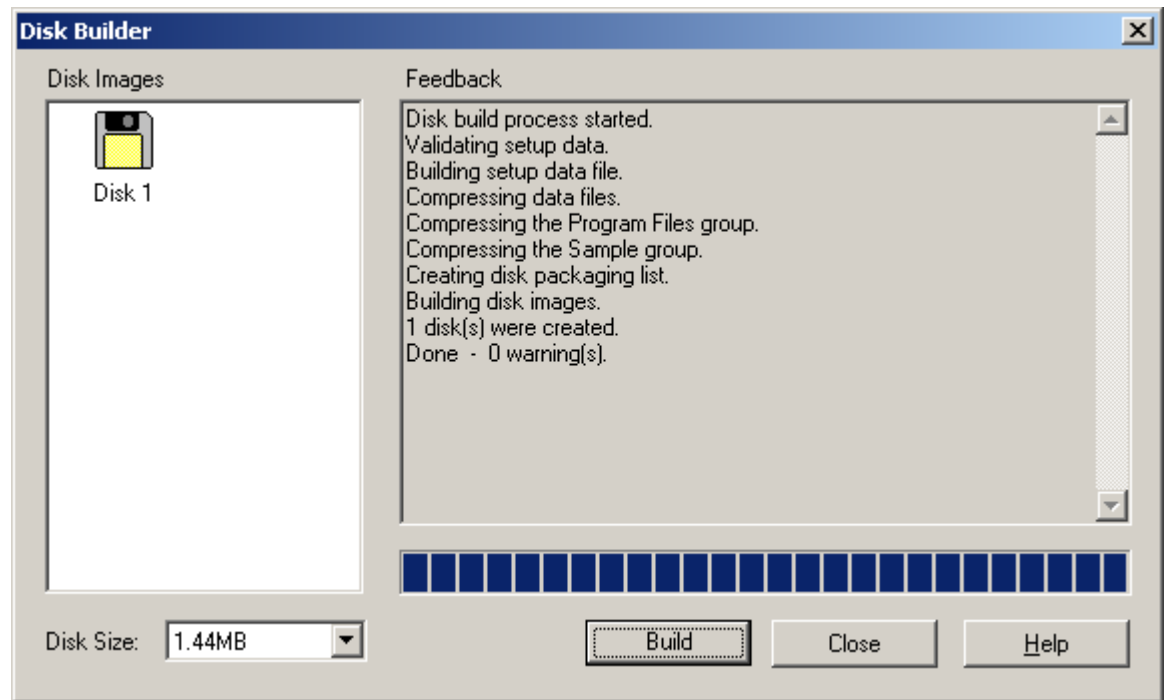 Disk Builder
Disk Images
Disk 1
Feedback
Disk build process started.
Validating setup data.
Building setup data file.
Compressing data files.
Compressing the Program Files group.
Compressing the Sample group.
Creating disk packaging list.
Building disk images.
1 disk(s) were created.
Done  -  0 warning(s).
Disk Size:
1.44MB
Build
Close
Help